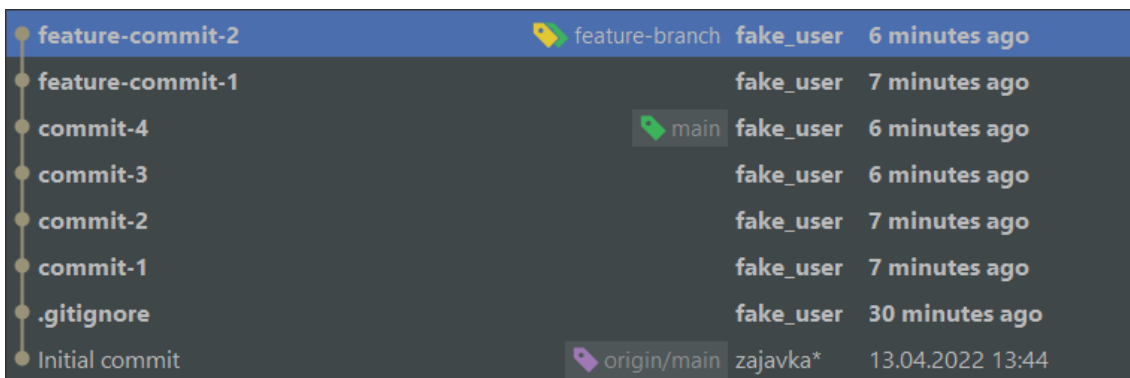 feature-commit-2 feature-branch fake_user 6 minutes ago
feature-commit-1 fake_user 7 minutes ago
commit-4 main fake_user 6 minutes ago
commit-3 fake_user 6 minutes ago
commit-2 fake_user 7 minutes ago
commit-1 fake_user 7 minutes ago
.gitignore fake_user 30 minutes ago
Initial commit origin/main zajavka* 13.04.2022 13:44